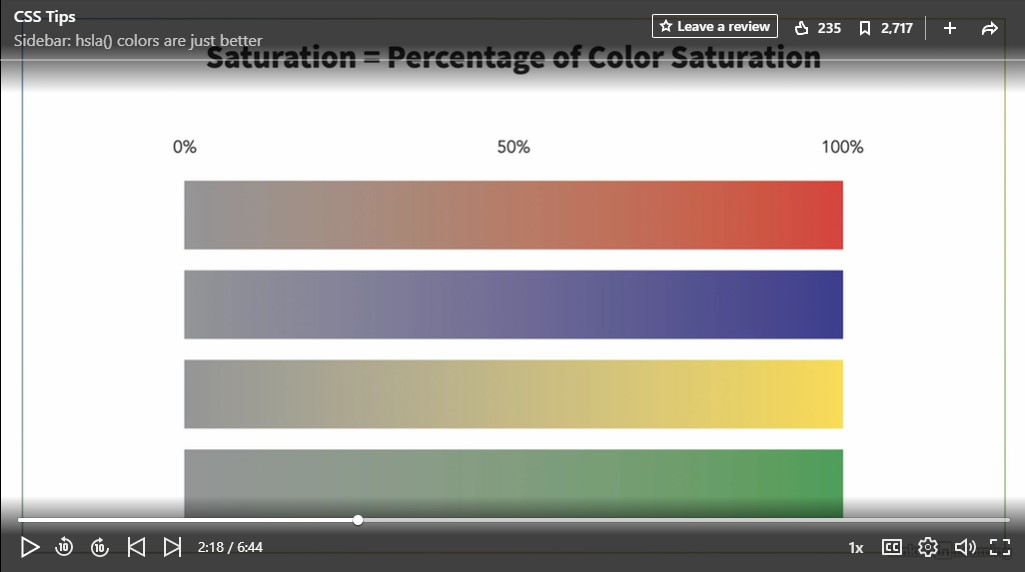 CSS Tips
Sidebar: hsla() colors are just better
Leave a review
235
2,717
Saturation = Percentage of Color Saturation
0%
50%
100%
10
10
2:18 / 6:44
1x
CC